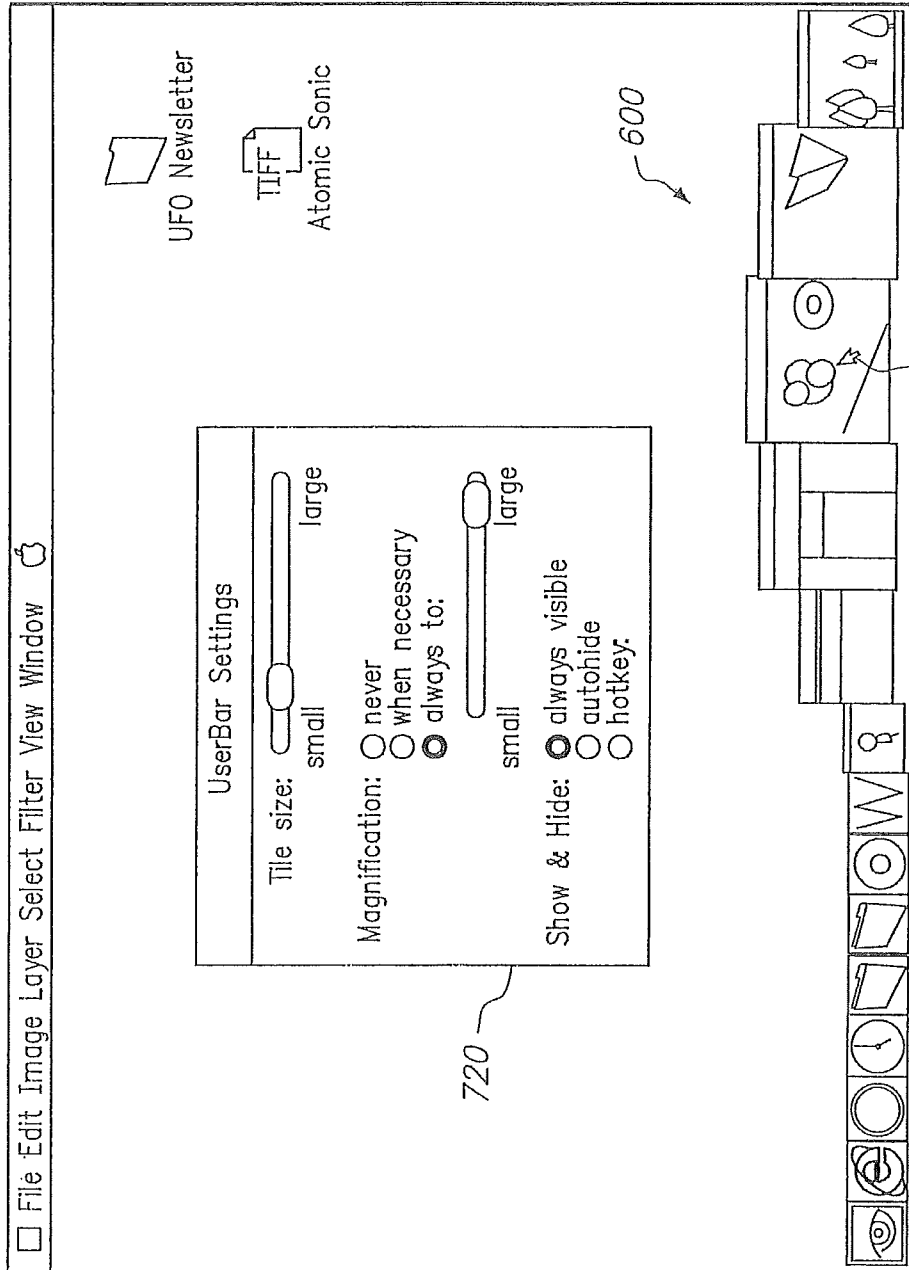 File Edit Image Layer Select Filter View Window
UFO Newsletter
TIFF
Atomic Sonic
UserBar Settings
Tile size:
small large
Magnification: never
when necessary
always to:
small large
Show & Hide: always visible
autohide
hotkey:
720
600
e
W